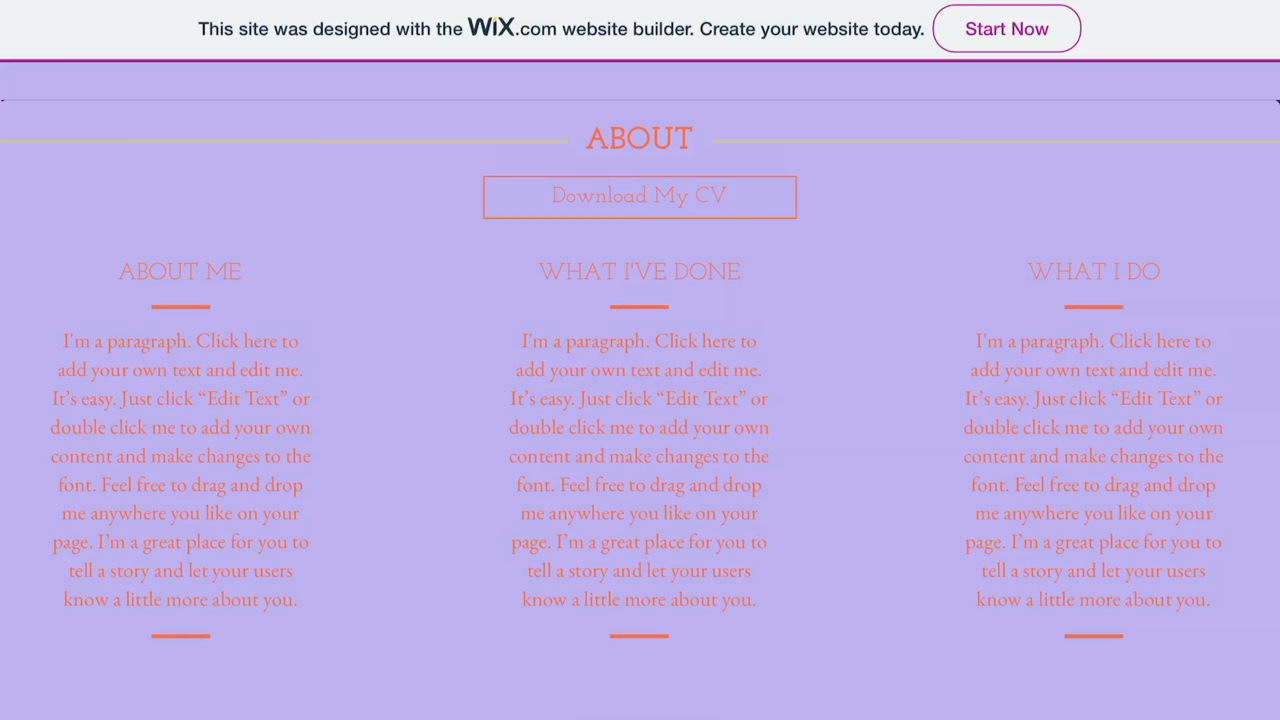 This site was designed with the WiX.com website builder. Create your website today. Start Now
ABOUT
Download My CV
ABOUT ME
I'm a paragraph. Click here to
add your own text and edit me.
It's easy. Just click “Edit Text” or
double click me to add your own
content and make changes to the
font. Feel free to drag and drop
me anywhere you like on your
page. I'm a great place for you to
tell a story and let your users
know a little more about you.
WHAT I'VE DONE
I'm a paragraph. Click here to
add your own text and edit me.
It's easy. Just click “Edit Text” or
double click me to add your own
content and make changes to the
font. Feel free to drag and drop
me anywhere you like on your
page. I'm a great place for you to
tell a story and let your users
know a little more about you.
WHAT I DO
I'm a paragraph. Click here to
add your own text and edit me.
It's easy. Just click “Edit Text” or
double click me to add your own
content and make changes to the
font. Feel free to drag and drop
me anywhere you like on your
page. I'm a great place for you to
tell a story and let your users
know a little more about you.